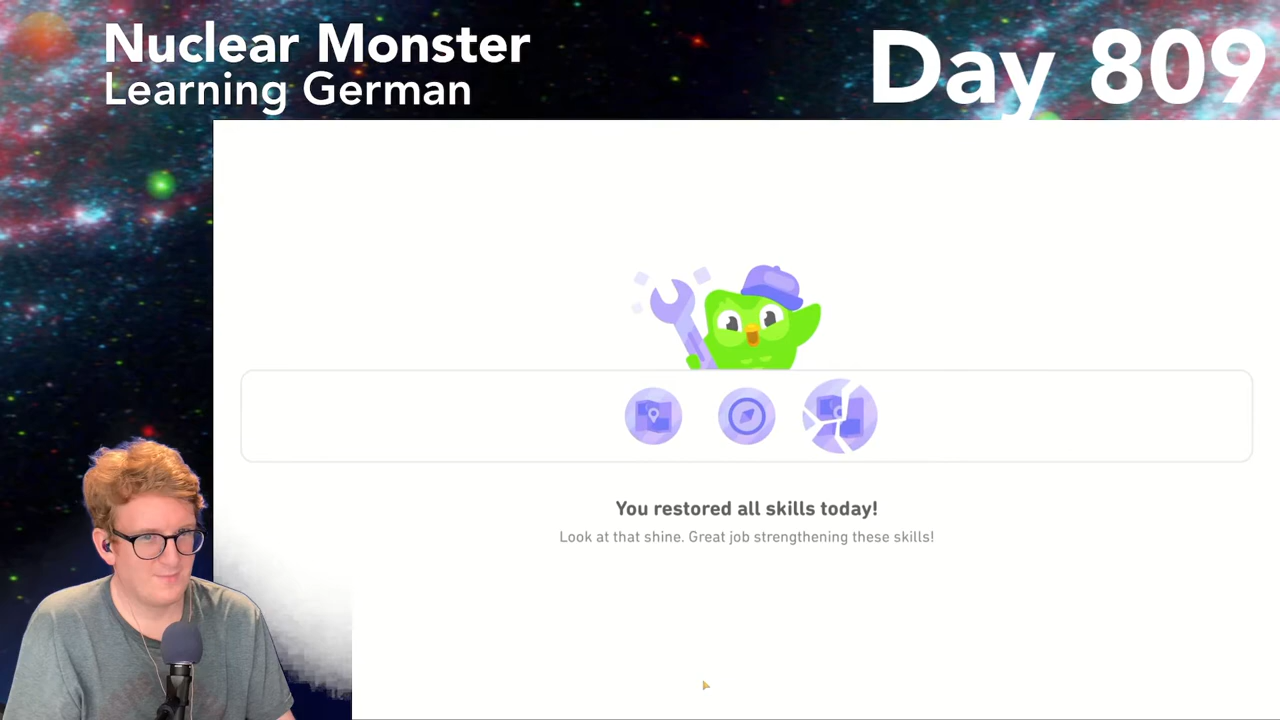 Nuclear Monster
Learning German
Day 809
You restored all skills today!
Look at that shine. Great job strengthening these skills!